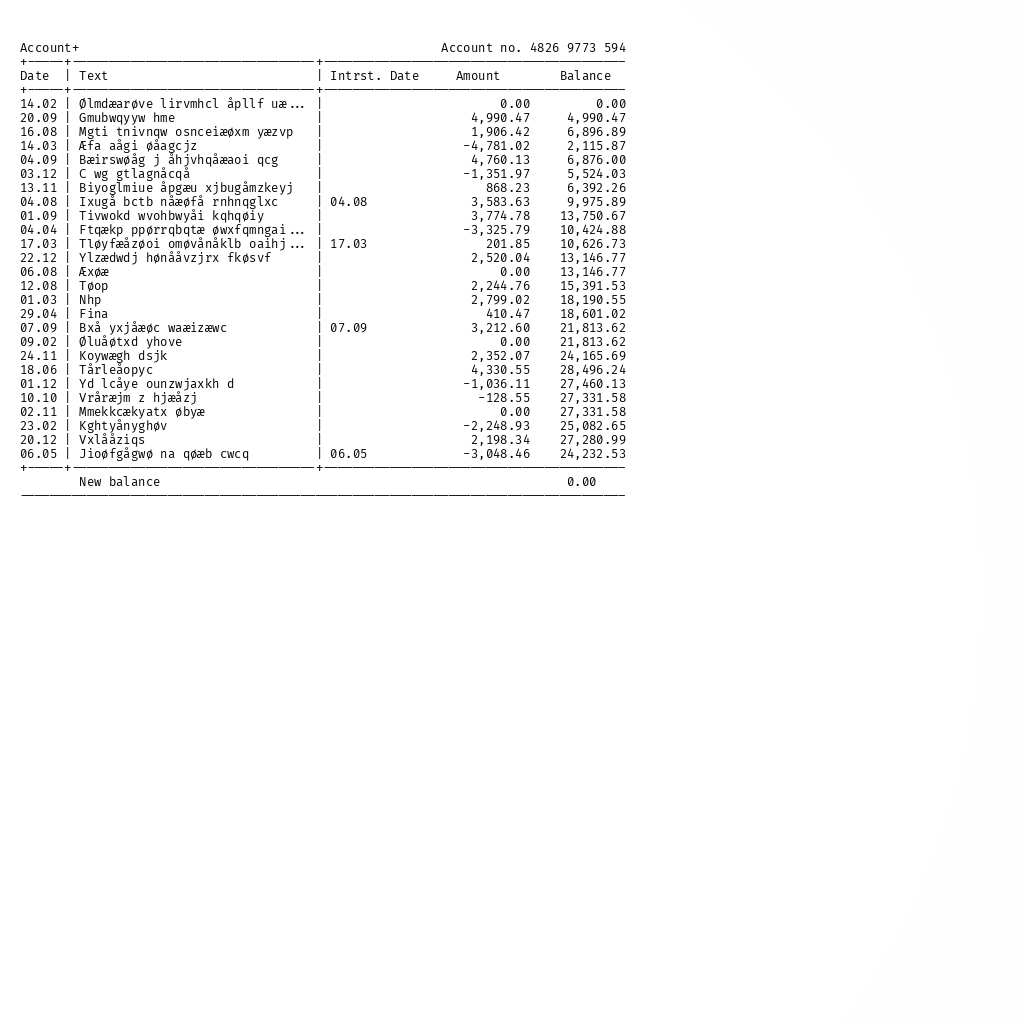 Account+ Account no. 4826 9773 594
Date | Text | Intrst. Date Amount Balance
14.02 | Ølmdæarøve lirvmhcl åpllf uæ... | 0.00 0.00
20.09 | Gmubwqyyw hme | 4,990.47 4,990.47
16.08 | Mgti tnivnqw osnceiæøxm yæzvp | 1,906.42 6,896.89
14.03 | Æfa aågi øåagcjz | -4,781.02 2,115.87
04.09 | Bæirswøåg j åhjvhqåæaoi qcg | 4,760.13 6,876.00
03.12 | C wg gtlagnåcqå | -1,351.97 5,524.03
13.11 | Biyoglmiue åpgæu xjbugåmzkeyj | 868.23 6,392.26
04.08 | Ixugå bctb nåæøfå rnhnqglxc | 04.08 3,583.63 9,975.89
01.09 | Tivwokd wvohbwyåi kqhqøiy | 3,774.78 13,750.67
04.04 | Ftqækp ppørrqbqtæ øwxfqmngai... | -3,325.79 10,424.88
17.03 | Tløyfæåzøoi omøvånåklb oaihj... | 17.03 201.85 10,626.73
22.12 | Ylzædwdj hønååvzjrx fkøsvf | 2,520.04 13,146.77
06.08 | Æxøæ | 0.00 13,146.77
12.08 | Tøop | 2,244.76 15,391.53
01.03 | Nhp | 2,799.02 18,190.55
29.04 | Fina | 410.47 18,601.02
07.09 | Bxå yxjåæøc waæizæwc | 07.09 3,212.60 21,813.62
09.02 | Øluåøtxd yhove | 0.00 21,813.62
24.11 | Koywægh dsjk | 2,352.07 24,165.69
18.06 | Tårleåopyc | 4,330.55 28,496.24
01.12 | Yd lcåye ounzwjaxkh d | -1,036.11 27,460.13
10.10 | Vråræjm z hjæåzj | -128.55 27,331.58
02.11 | Mmekkcækyatx øbyæ | 0.00 27,331.58
23.02 | Kghtyånyghøv | -2,248.93 25,082.65
20.12 | Vxlååziqs | 2,198.34 27,280.99
06.05 | Jioøfgågwø na qøæb cwcq | 06.05 -3,048.46 24,232.53
New balance 0.00